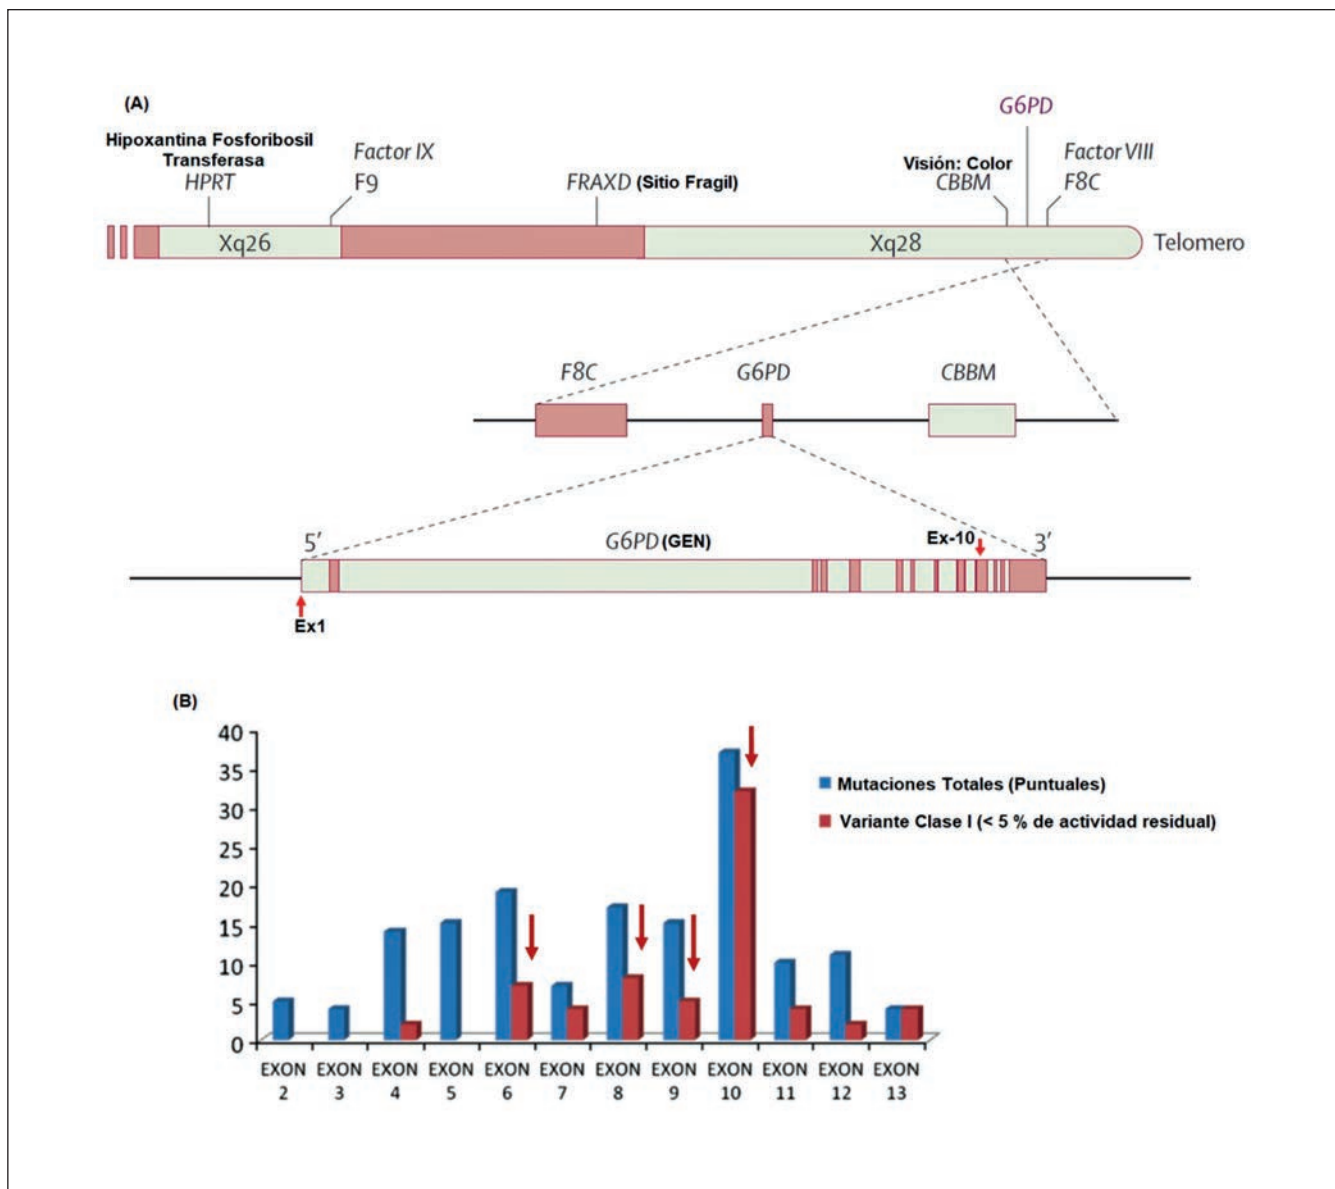 (A)
G6PD
Hipoxantina Fosforibosil
Transferasa
HPRT
Factor IX
F9
FRAXD (Sitio Fragil)
Visión: Color
CBBM
Factor VIII
F8C
Xq26
Xq28
Telomero
F8C
G6PD
CBBM
5'
G6PD (GEN)
Ex-10
3'
Ex1
(B)
40
35
30
25
20
15
10
5
0
Mutaciones Totales (Puntuales)
Variante Clase I (< 5 % de actividad residual)
EXON EXON EXON EXON EXON EXON EXON EXON EXON EXON EXON EXON
2 3 4 5 6 7 8 9 10 11 12 13